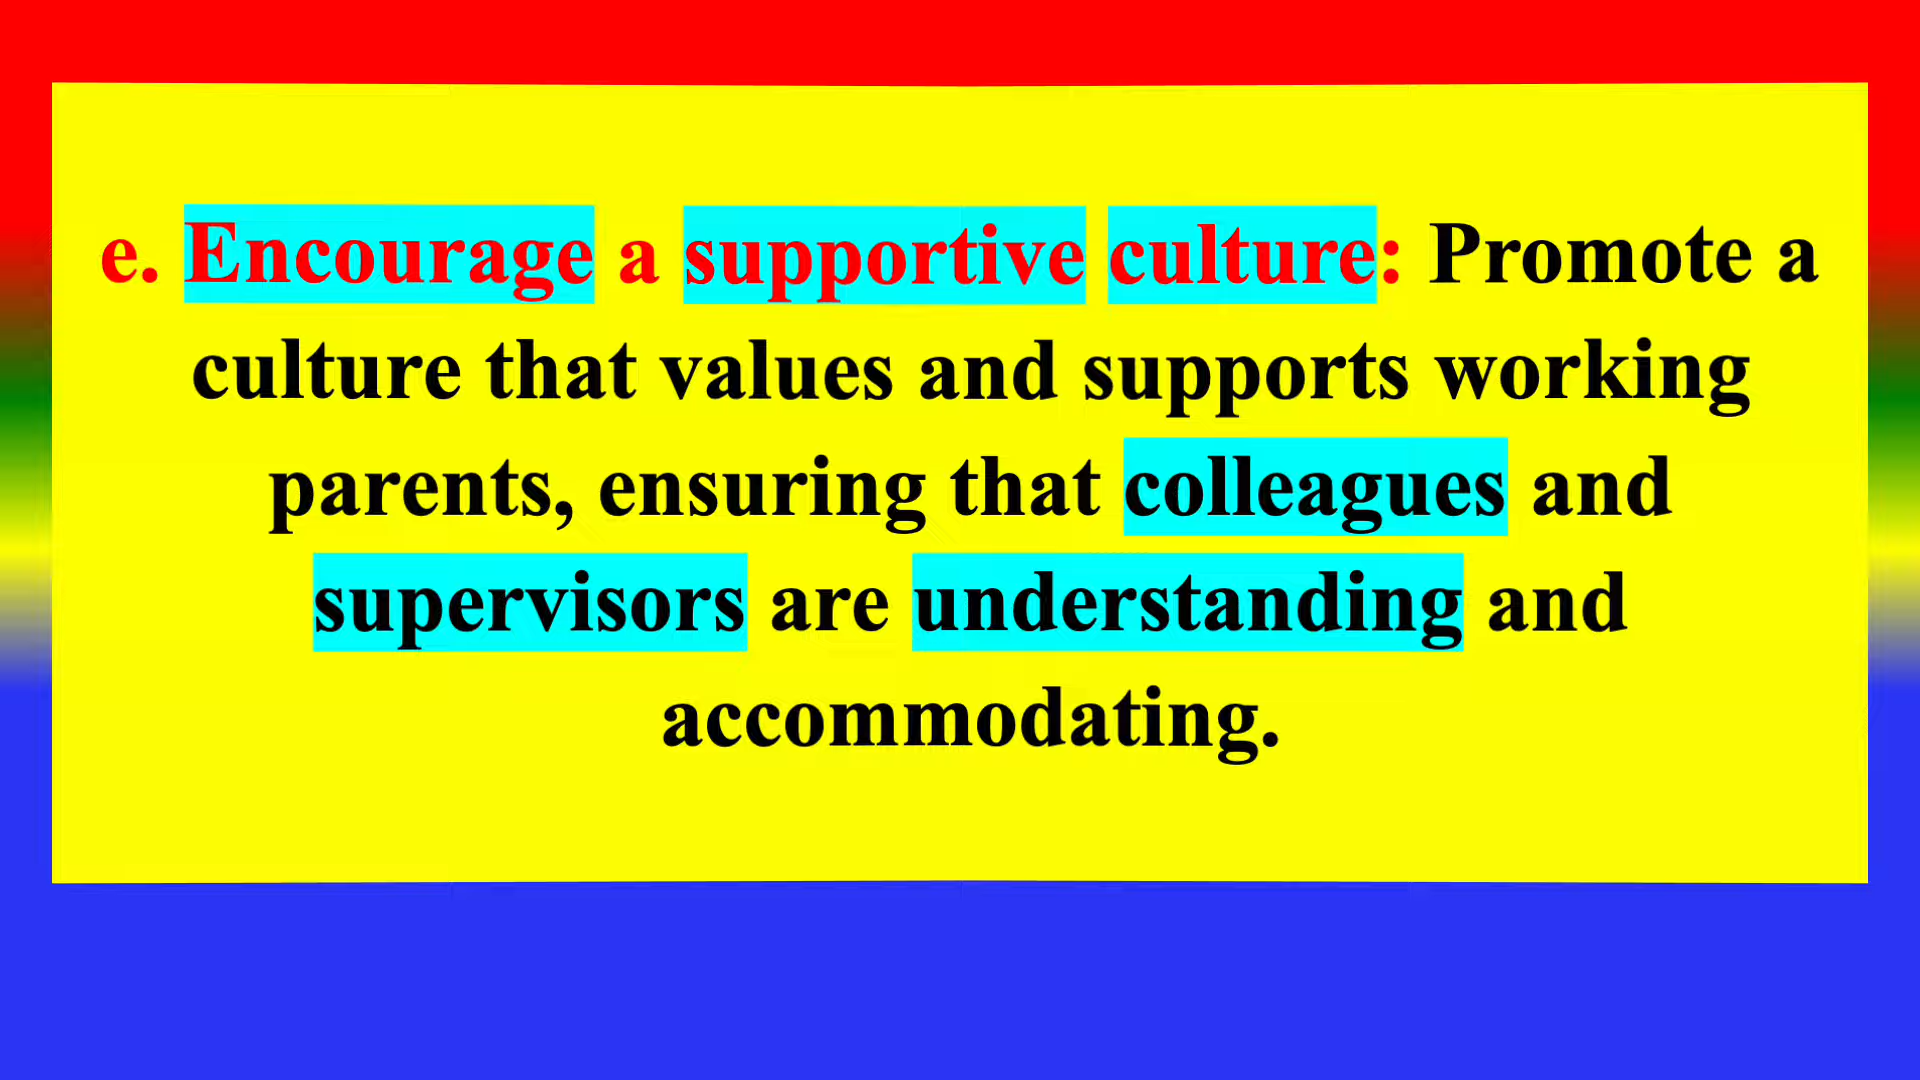 e. Encourage a supportive culture: Promote a
culture that values and supports working
parents, ensuring that colleagues and
supervisors are understanding and
accommodating.